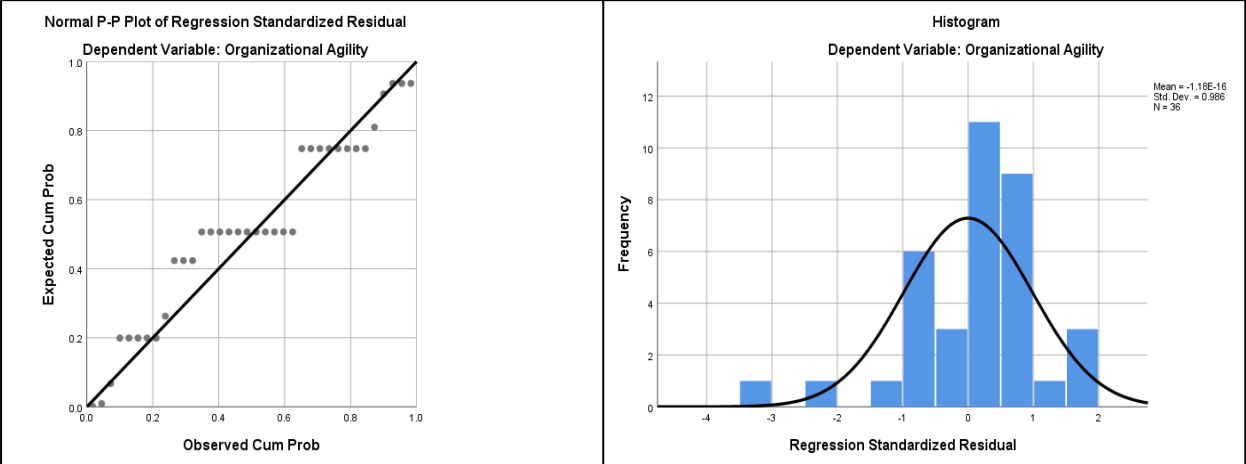 Normal P-P Plot of Regression Standardized Residual
Dependent Variable: Organizational Agility
1.0
0.8
0.6
0.4
0.2
0.0
Expected Cum Prob
0.0 0.2 0.4 0.6 0.8 1.0
Observed Cum Prob
Histogram
Dependent Variable: Organizational Agility
Mean = -1.18E-16
Std. Dev. = 0.986
N = 36
12
10
8
6
4
2
0
Frequency
-4 -3 -2 -1 0 1 2
Regression Standardized Residual